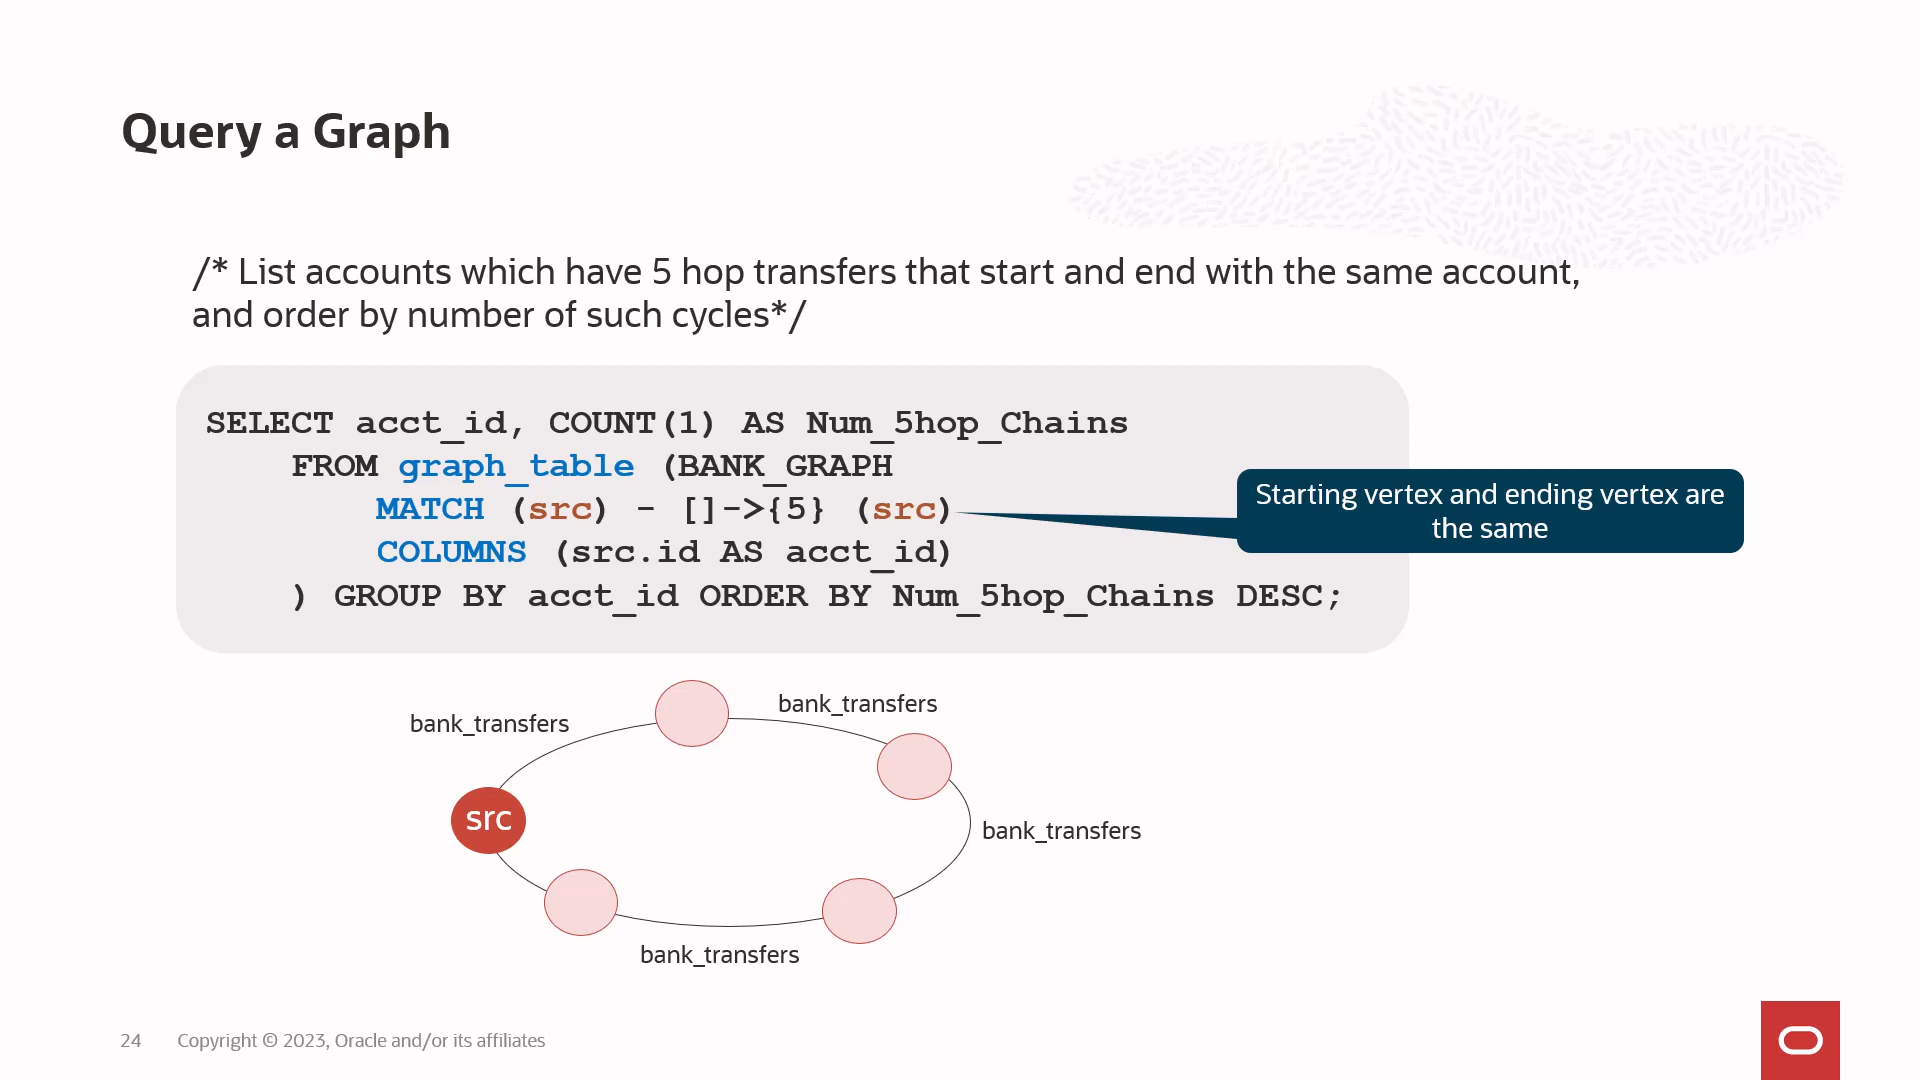 Query a Graph
/* List accounts which have 5 hop transfers that start and end with the same account,
and order by number of such cycles*/
SELECT acct_id, COUNT(1) AS Num_5hop_Chains
FROM graph_table (BANK_GRAPH
MATCH (src) - []->{5} (src)
COLUMNS (src.id AS acct_id)
) GROUP BY acct_id ORDER BY Num_5hop_Chains DESC;
Starting vertex and ending vertex are
the same
bank_transfers
bank_transfers
src
bank_transfers
bank_transfers
24 Copyright © 2023, Oracle and/or its affiliates